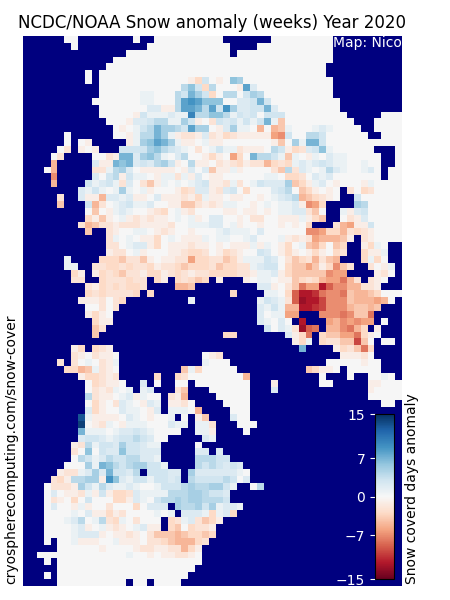 NCDC/NOAA Snow anomaly (weeks) Year 2020
Map: Nico
cryospherecomputing.com/snow-cover
15
7
0
−7
−15
Snow coverd days anomaly